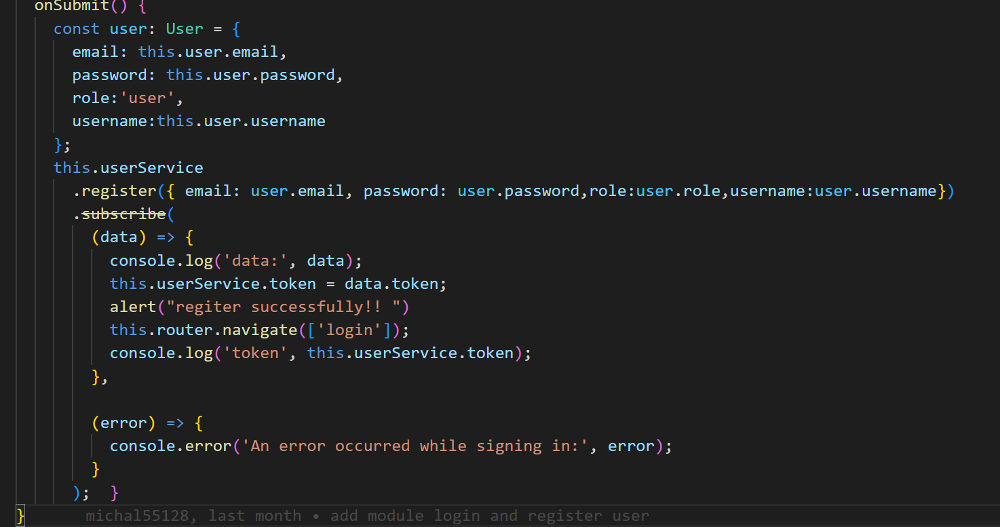 onSubmit() {
const user: User = {
email: this.user.email,
password: this.user.password,
role:'user',
username:this.user.username
};
this.userService
.register({ email: user.email, password: user.password,role:user.role,username:user.username})
.subscribe(
(data) => {
console.log('data:', data);
this.userService.token = data.token;
alert("regiter successfully!! ")
this.router.navigate(['login']);
console.log('token', this.userService.token);
},
(error) => {
console.error('An error occurred while signing in:', error);
}
);  }
}       michal55128, last month • add module login and register user